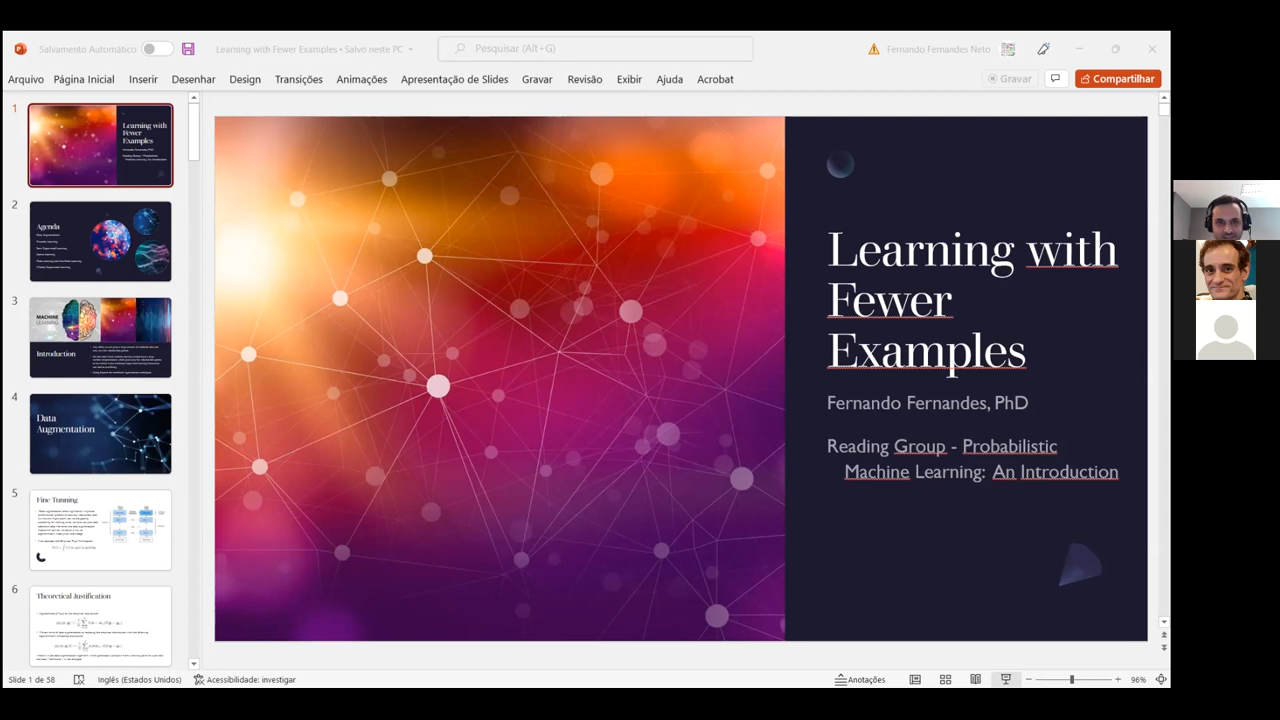 Salvamento Automático
Learning with Fewer Examples • Salvo neste PC
Pesquisar (Alt+G)
Fernando Fernandes Neto
Arquivo
Página Inicial
Inserir
Desenhar
Design
Transições
Animações
Apresentação de Slides
Gravar
Revisão
Exibir
Ajuda
Acrobat
Gravar
Compartilhar
1
Learning with
Fewer
Examples
Fernando Fernandes, PhD
2
Agenda
3
MACHINE
LEARNING
Introduction
4
Data
Augmentation
5
Fine Tunning
6
Theoretical Justification
Learning with
Fewer
Examples
Fernando Fernandes, PhD
Reading Group - Probabilistic
Machine Learning: An Introduction
Slide 1 de 58
Inglês (Estados Unidos)
Acessibilidade: investigar
Anotações
96%